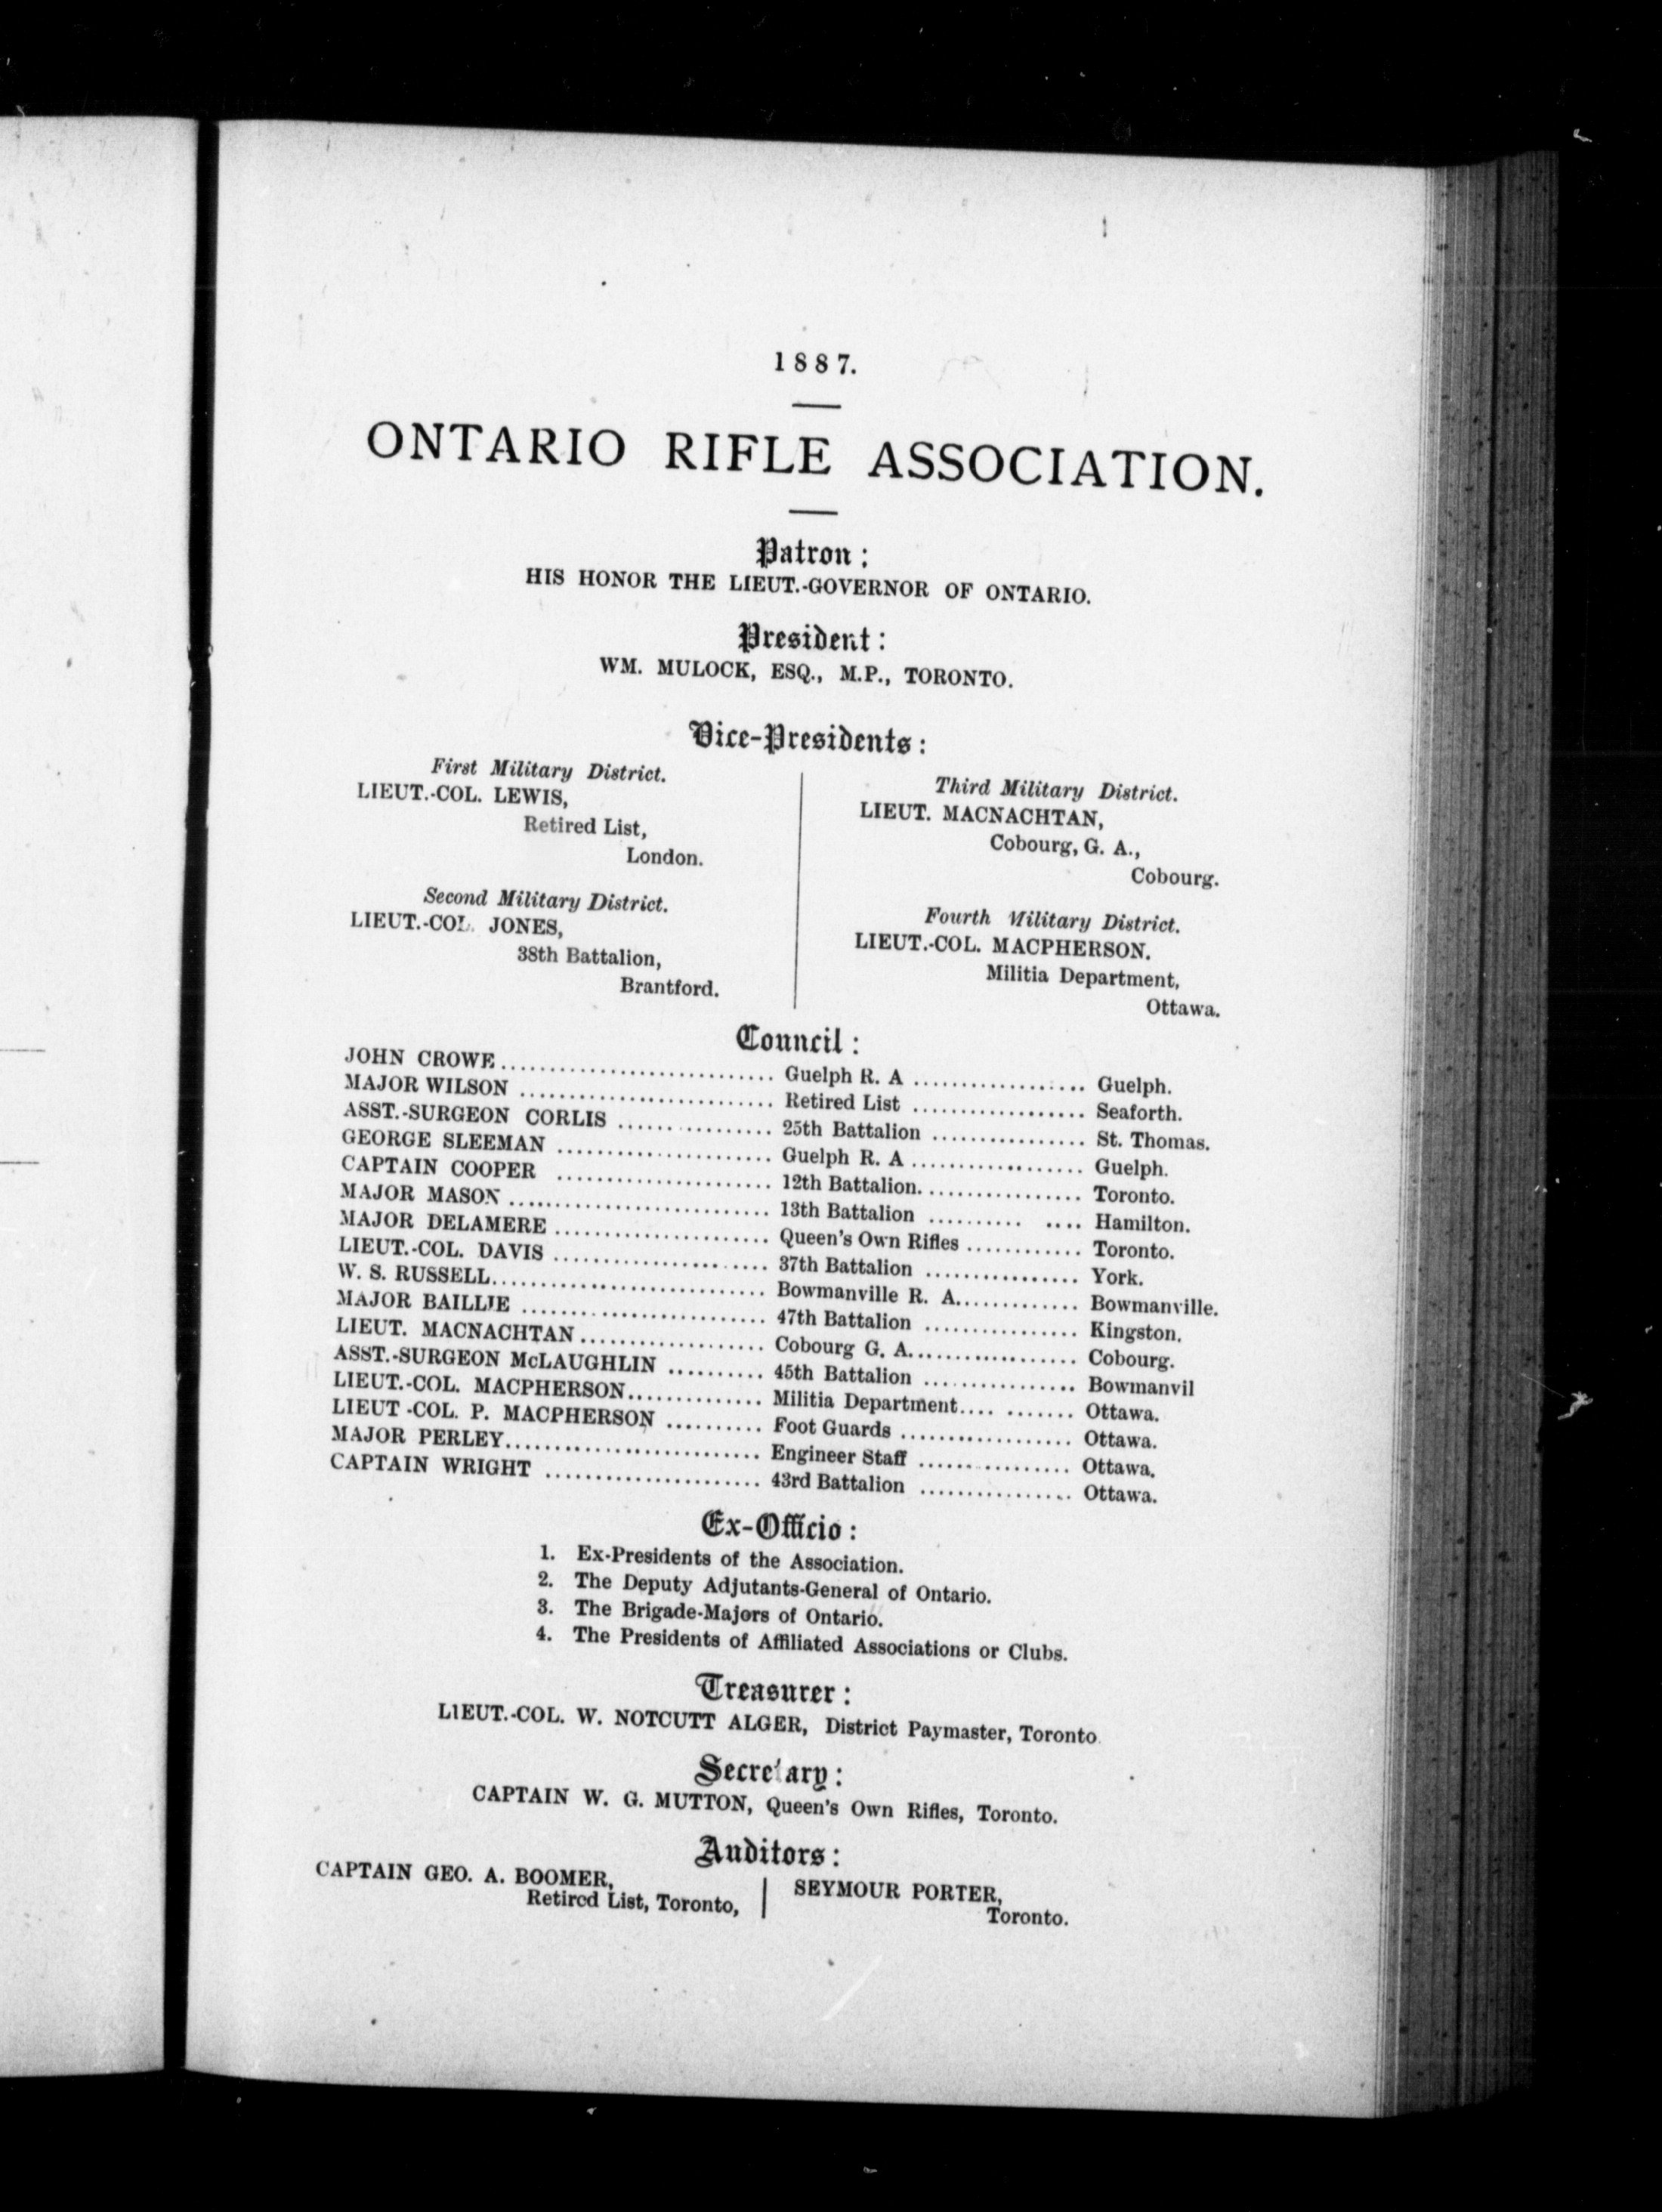 1887.
ONTARIO RIFLE ASSOCIATION.
Patron:
HIS HONOR THE LIEUT.-GOVERNOR OF ONTARIO.
President:
WM. MULOCK, ESQ., M.P., TORONTO.
Vice-Presidents:
First Military District.
LIEUT.-COL. LEWIS,
Retired List,
London.
Second Military District.
LIEUT.-COL. JONES,
38th Battalion,
Brantford.
Third Military District.
LIEUT. MACNACHTAN,
Cobourg, G. A.,
Cobourg.
Fourth Military District.
LIEUT.-COL. MACPHERSON.
Militia Department,
Ottawa.
Council:
JOHN CROWE............................ Guelph R. A .................. Guelph.
MAJOR WILSON .......................... Retired List .................. Seaforth.
ASST.-SURGEON CORLIS ................ 25th Battalion ................ St. Thomas.
GEORGE SLEEMAN ...................... Guelph R. A .................. Guelph.
CAPTAIN COOPER ...................... 12th Battalion................. Toronto.
MAJOR MASON ........................... 13th Battalion .......... .... Hamilton.
MAJOR DELAMERE ...................... Queen's Own Rifles ............ Toronto.
LIEUT.-COL. DAVIS ...................... 37th Battalion ................ York.
W. S. RUSSELL............................ Bowmanville R. A............. Bowmanville.
MAJOR BAILLIE ......................... 47th Battalion ................ Kingston.
LIEUT. MACNACHTAN................... Cobourg G. A................. Cobourg.
ASST.-SURGEON McLAUGHLIN .......... 45th Battalion ................ Bowmanvil
LIEUT.-COL. MACPHERSON.............. Militia Department.... ....... Ottawa.
LIEUT -COL. P. MACPHERSON .......... Foot Guards .................. Ottawa.
MAJOR PERLEY.......................... Engineer Staff ................ Ottawa.
CAPTAIN WRIGHT ...................... 43rd Battalion ................ Ottawa.
Ex-Officio:
1. Ex-Presidents of the Association.
2. The Deputy Adjutants-General of Ontario.
3. The Brigade-Majors of Ontario.
4. The Presidents of Affiliated Associations or Clubs.
Treasurer:
LIEUT.-COL. W. NOTCUTT ALGER, District Paymaster, Toronto.
Secretary:
CAPTAIN W. G. MUTTON, Queen's Own Rifles, Toronto.
Auditors:
CAPTAIN GEO. A. BOOMER,
Retired List, Toronto,
SEYMOUR PORTER,
Toronto.